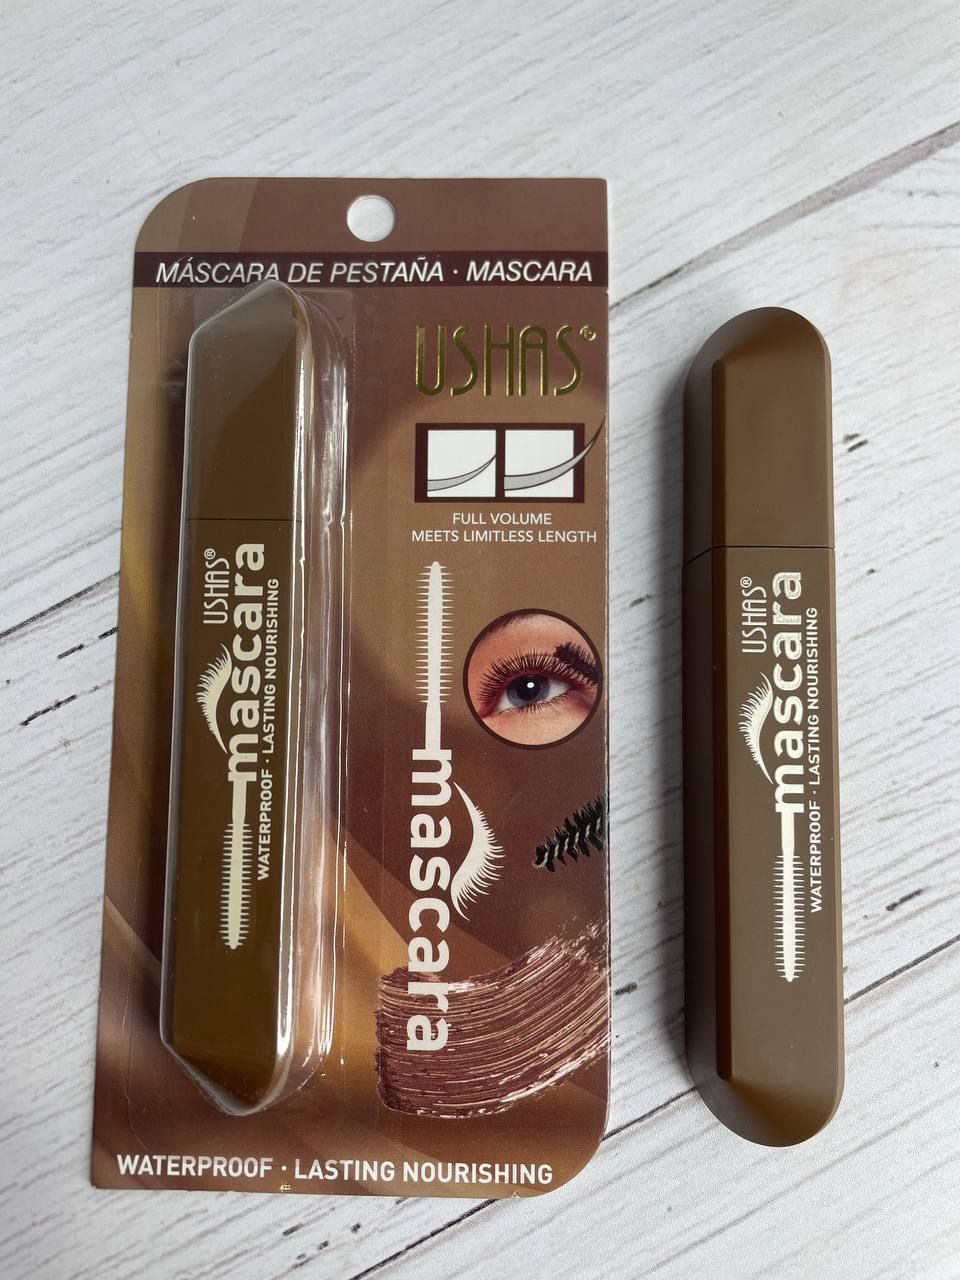 MÁSCARA DE PESTAÑA · MASCARA
USHAS®
FULL VOLUME
MEETS LIMITLESS LENGTH
mascara
WATERPROOF · LASTING NOURISHING
USHAS®
mascara
WATERPROOF · LASTING NOURISHING
USHAS®
mascara
WATERPROOF · LASTING NOURISHING